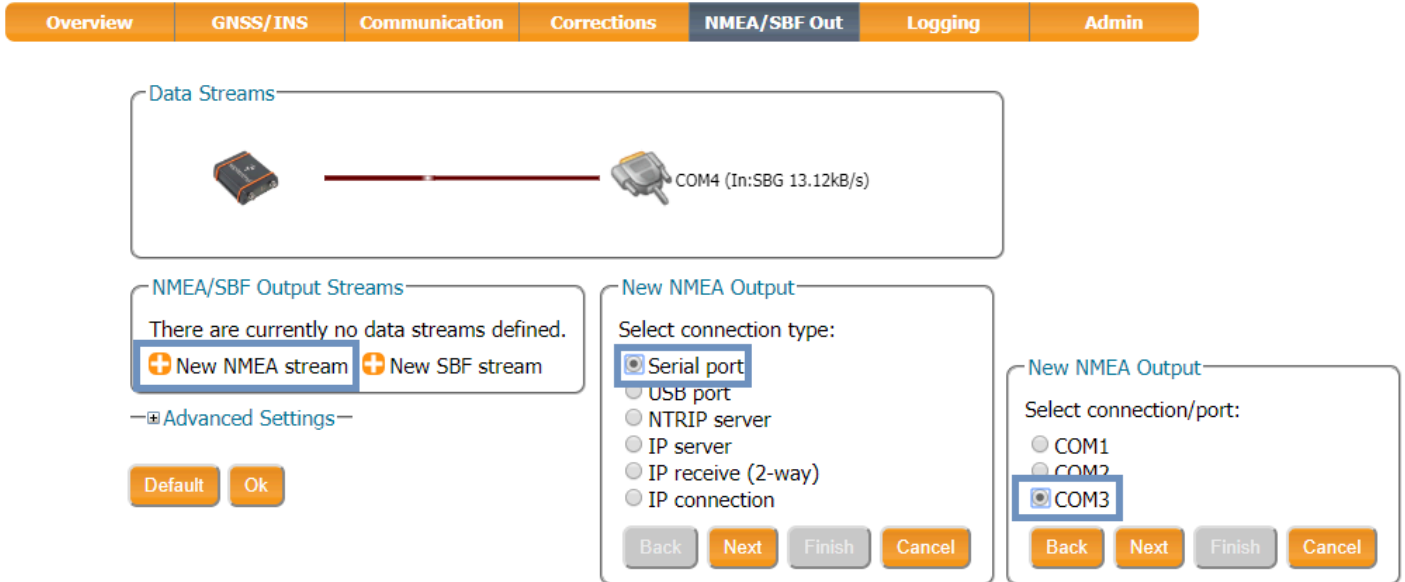 Overview GNSS/INS Communication Corrections NMEA/SBF Out Logging Admin
Data Streams
COM4 (In:SBG 13.12kB/s)
NMEA/SBF Output Streams
There are currently no data streams defined.
New NMEA stream New SBF stream
Advanced Settings
Default Ok
New NMEA Output
Select connection type:
Serial port
USB port
NTRIP server
IP server
IP receive (2-way)
IP connection
Back Next Finish Cancel
New NMEA Output
Select connection/port:
COM1
COM2
COM3
Back Next Finish Cancel